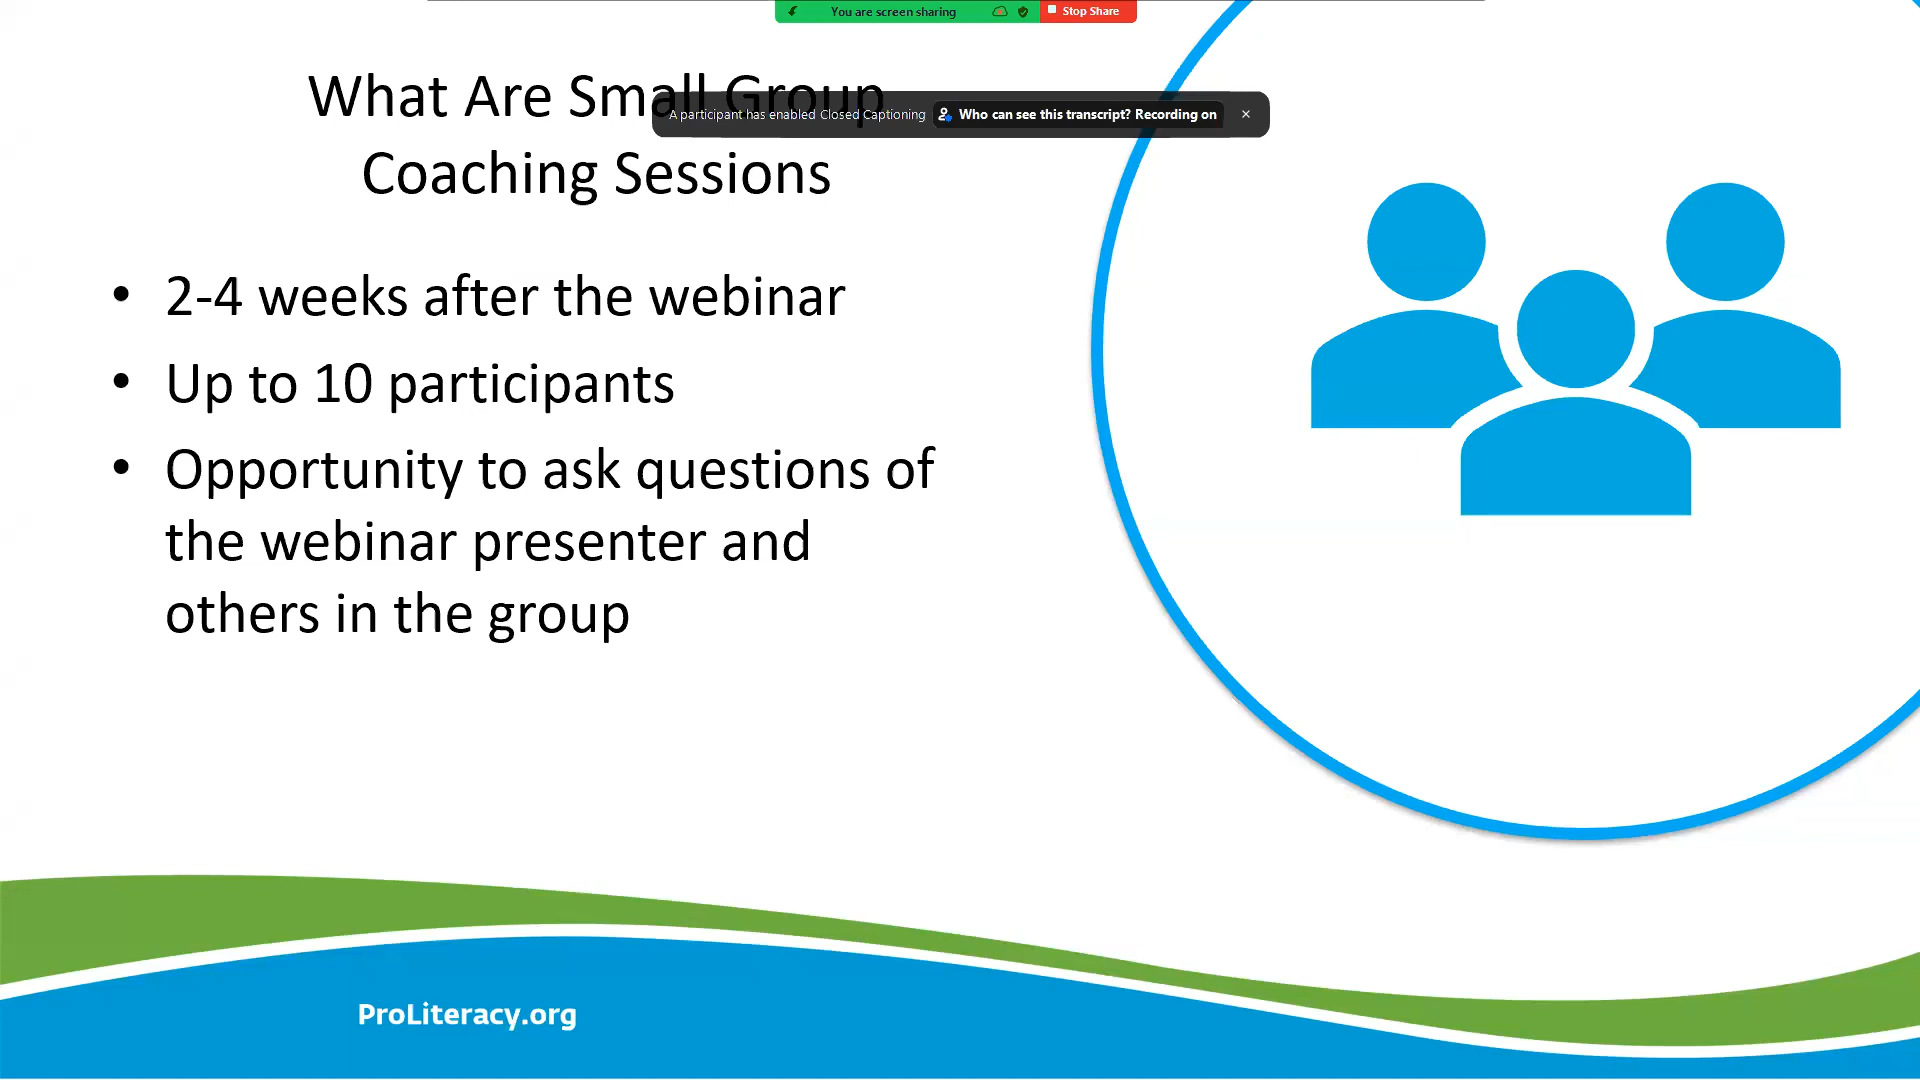 You are screen sharing
Stop Share
What Are Small Group
A participant has enabled Closed Captioning Who can see this transcript? Recording on
Coaching Sessions
• 2-4 weeks after the webinar
• Up to 10 participants
• Opportunity to ask questions of
the webinar presenter and
others in the group
ProLiteracy.org